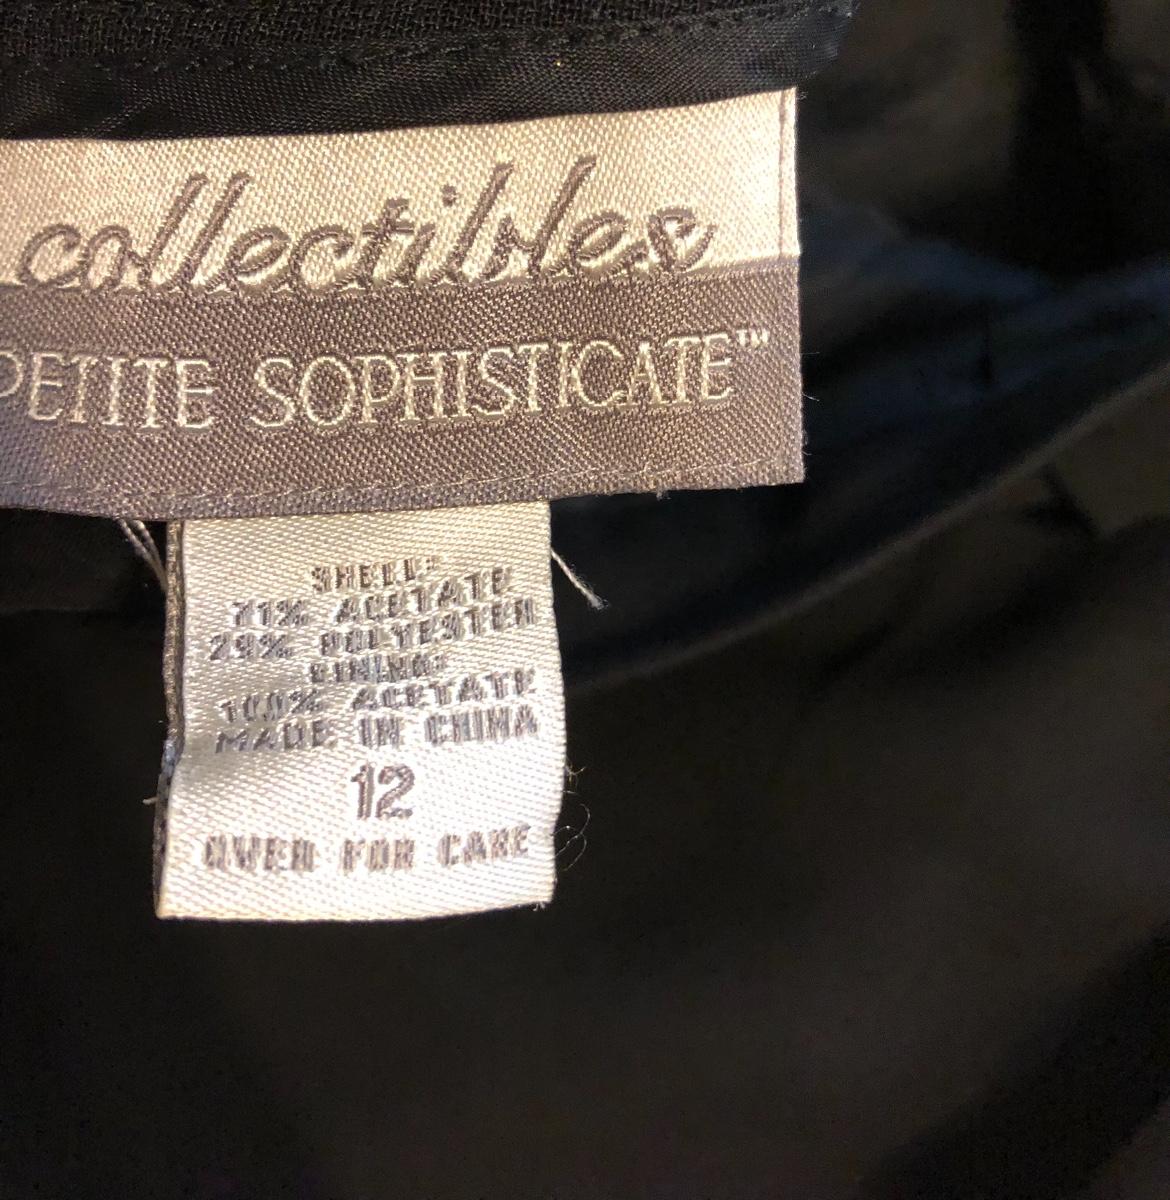 collectibles
PETITE SOPHISTICATE™
SHELL:
71% ACETATE
29% POLYESTER
LINING:
100% ACETATE
MADE IN CHINA
12
OVER FOR CARE